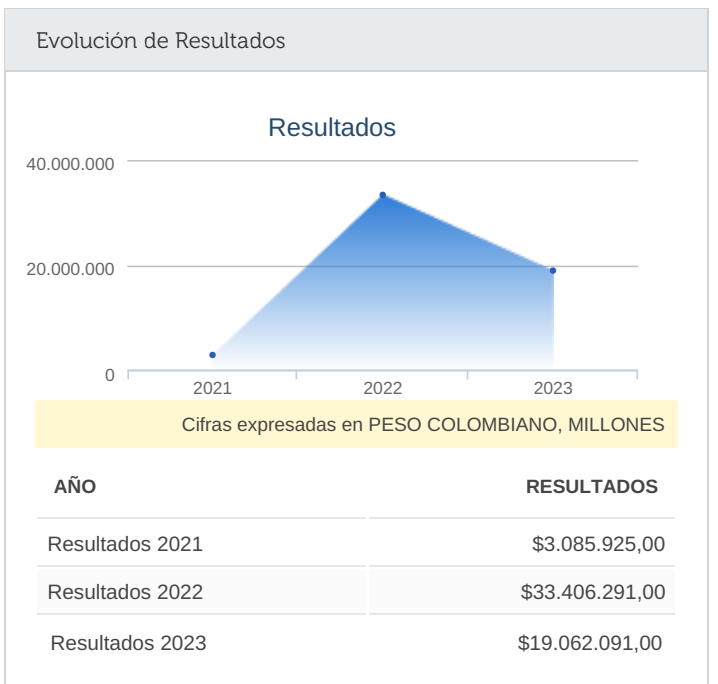 Evolución de Resultados
Resultados
40.000.000
20.000.000
0
2021 2022 2023
Cifras expresadas en PESO COLOMBIANO, MILLONES
AÑO RESULTADOS
Resultados 2021 $3.085.925,00
Resultados 2022 $33.406.291,00
Resultados 2023 $19.062.091,00